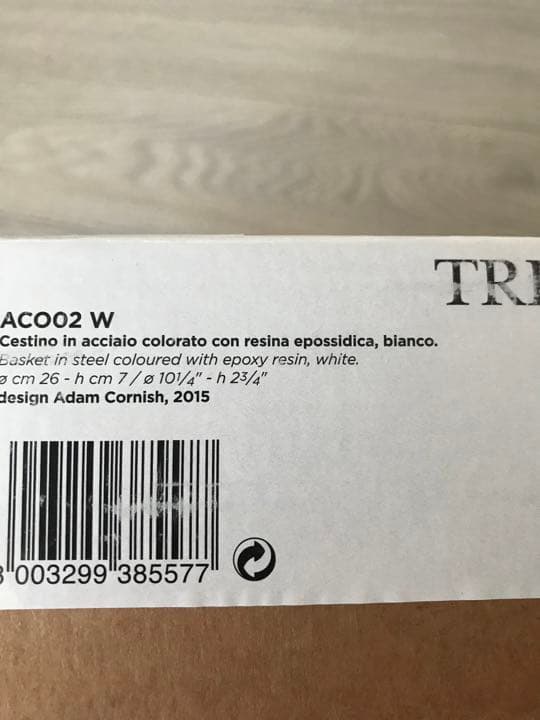 TRI
ACO02 W
Cestino in acciaio colorato con resina epossidica, bianco.
Basket in steel coloured with epoxy resin, white.
ø cm 26 - h cm 7 / ø 10¼" - h 2¾"
design Adam Cornish, 2015
8 003299 385577